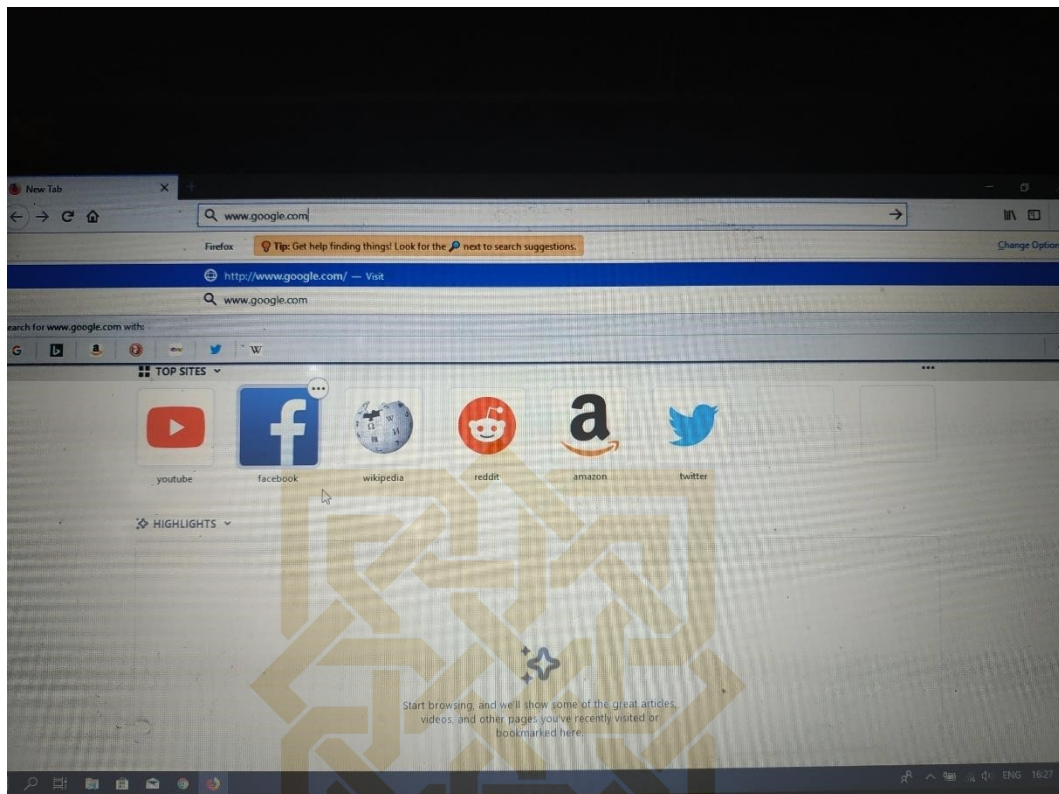 New Tab
www.google.com
Firefox Tip: Get help finding things! Look for the next to search suggestions. Change Option
http://www.google.com/ — Visit
www.google.com
earch for www.google.com with:
G b a W
TOP SITES
f W a
youtube facebook wikipedia reddit amazon twitter
HIGHLIGHTS
Start browsing, and we'll show some of the great articles,
videos, and other pages you've recently visited or
bookmarked here.
ENG 16:27